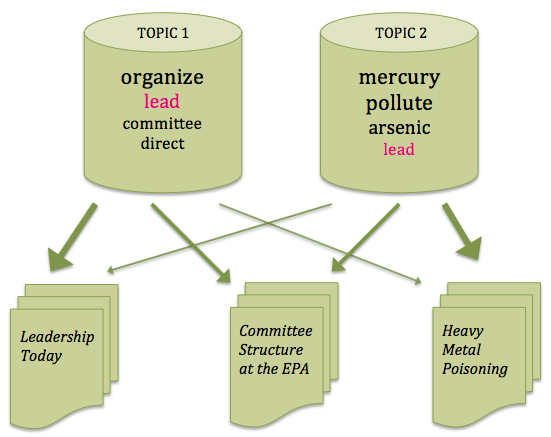 TOPIC 1
organize
lead
committee
direct
TOPIC 2
mercury
pollute
arsenic
lead
Leadership
Today
Committee
Structure
at the EPA
Heavy
Metal
Poisoning